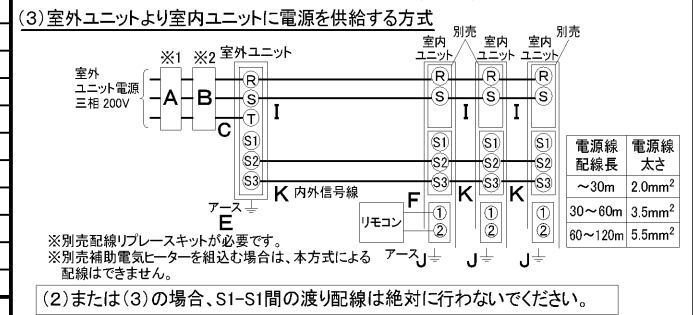 (3)室外ユニットより室内ユニットに電源を供給する方式
※1 ※2 室外ユニット
室内ユニット 別売 室内ユニット 室内ユニット 別売
室外
ユニット電源
三相 200V
A B C
R
S
T
S1
S2
S3
I
K 内外信号線
アース
E
R
S
S1
S2
S3
①
②
I
K
R
S
S1
S2
S3
①
②
I
K
R
S
S1
S2
S3
①
②
F
リモコン
アース J J J
電源線配線長 電源線太さ
～30m 2.0mm²
30～60m 3.5mm²
60～120m 5.5mm²
※別売配線リプレースキットが必要です。
※別売補助電気ヒーターを組込む場合は、本方式による
配線はできません。
(2)または(3)の場合、S1-S1間の渡り配線は絶対に行わないでください。